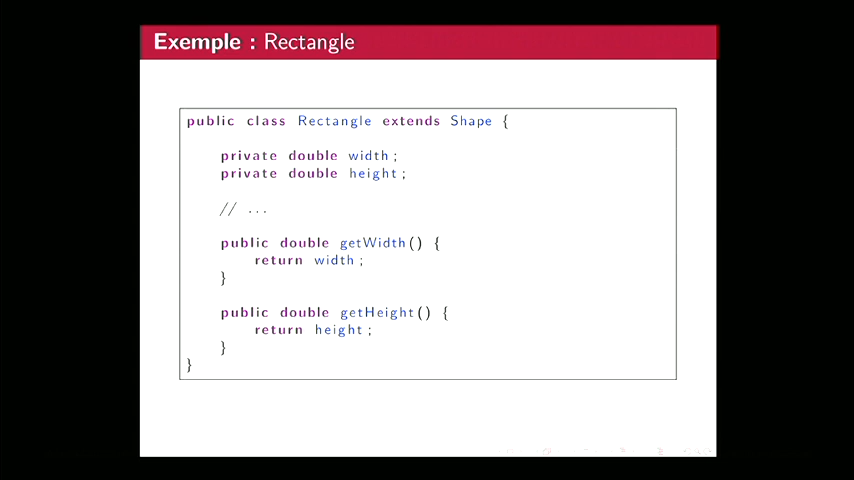 Exemple : Rectangle
public class Rectangle extends Shape {
private double width;
private double height;
// ...
public double getWidth() {
return width;
}
public double getHeight() {
return height;
}
}